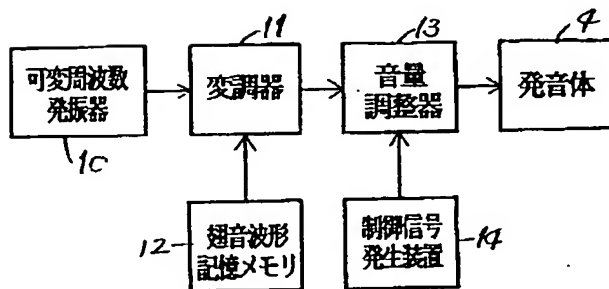 11
13
4
可変周波数
発振器
変調器
音量
調整器
発音体
10
12
翅音波形
記憶メモリ
制御信号
発生装置
14